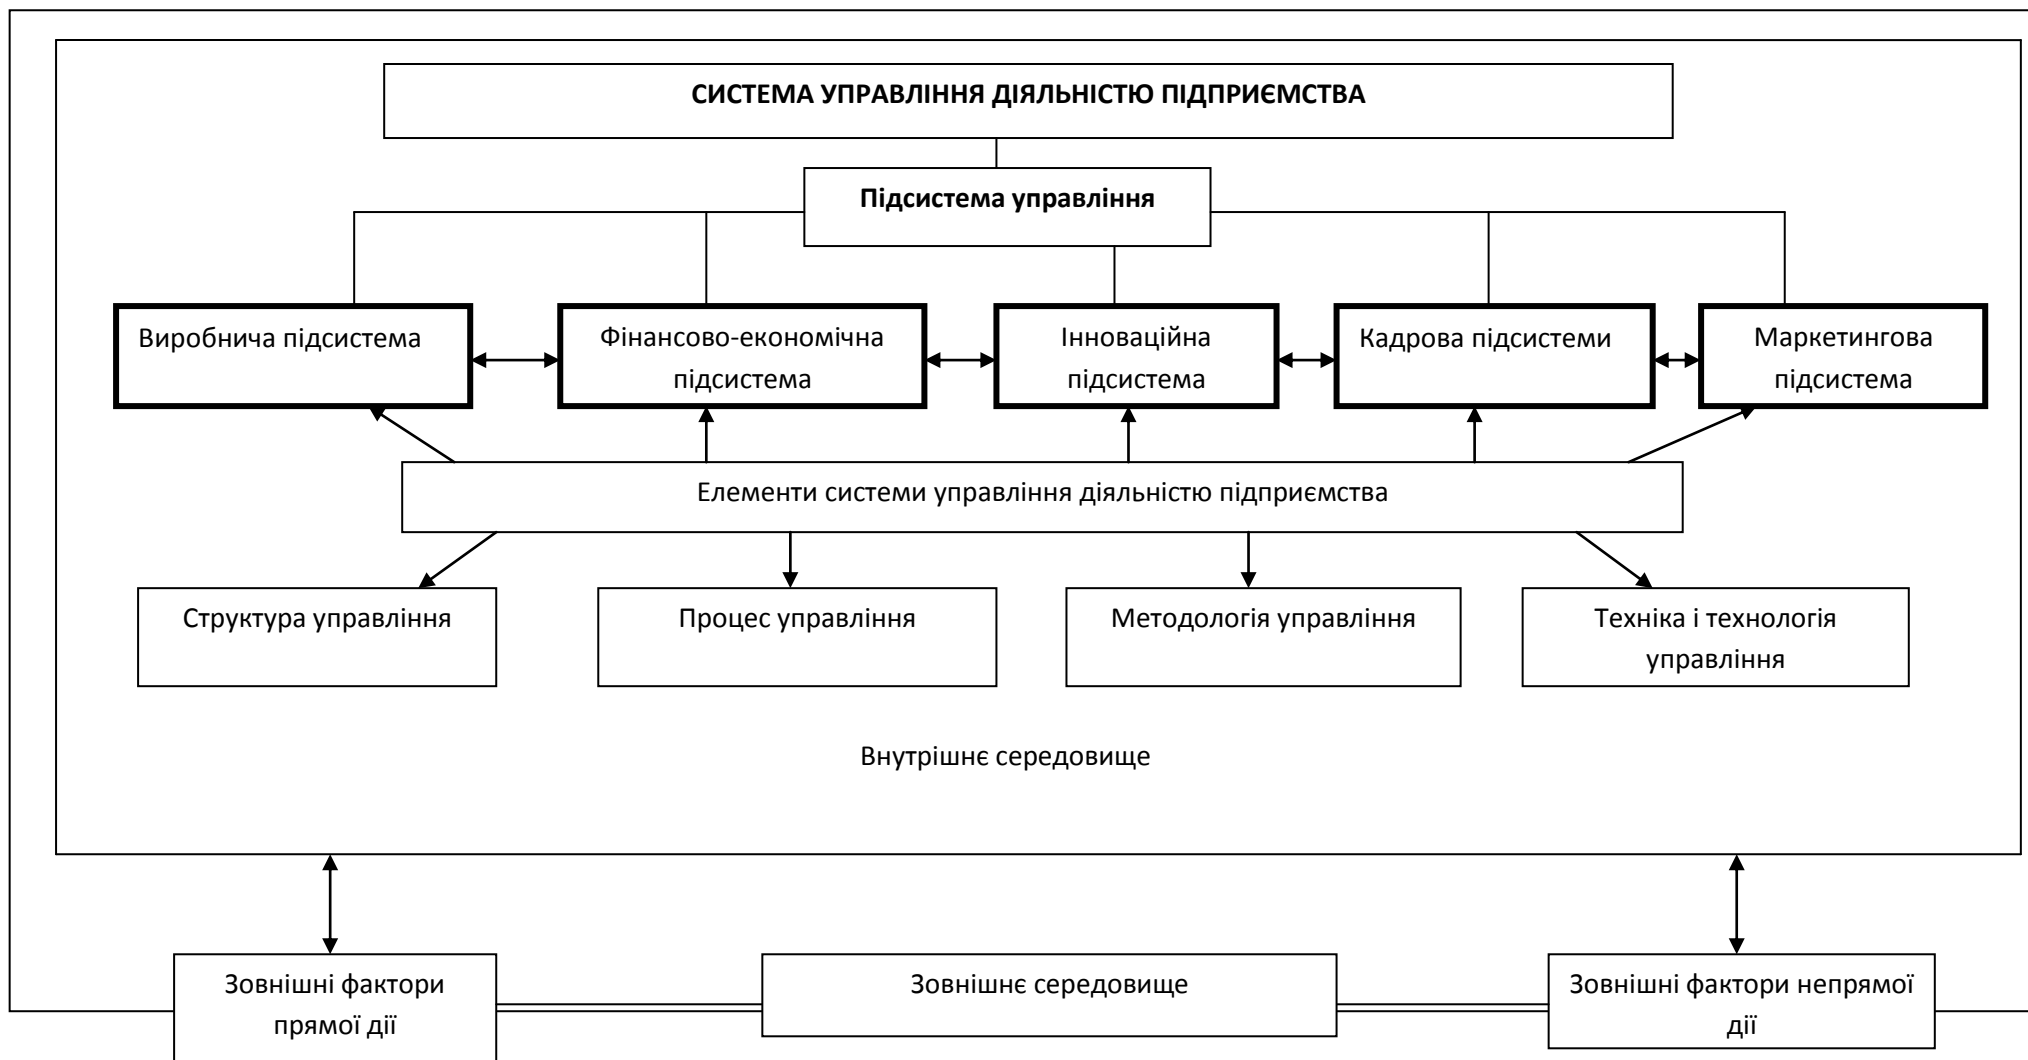 СИСТЕМА УПРАВЛІННЯ ДІЯЛЬНІСТЮ ПІДПРИЄМСТВА
Підсистема управління
Виробнича підсистема
Фінансово-економічна
підсистема
Інноваційна
підсистема
Кадрова підсистеми
Маркетингова
підсистема
Елементи системи управління діяльністю підприємства
Структура управління
Процес управління
Методологія управління
Техніка і технологія
управління
Внутрішнє середовище
Зовнішні фактори
прямої дії
Зовнішнє середовище
Зовнішні фактори непрямої
дії